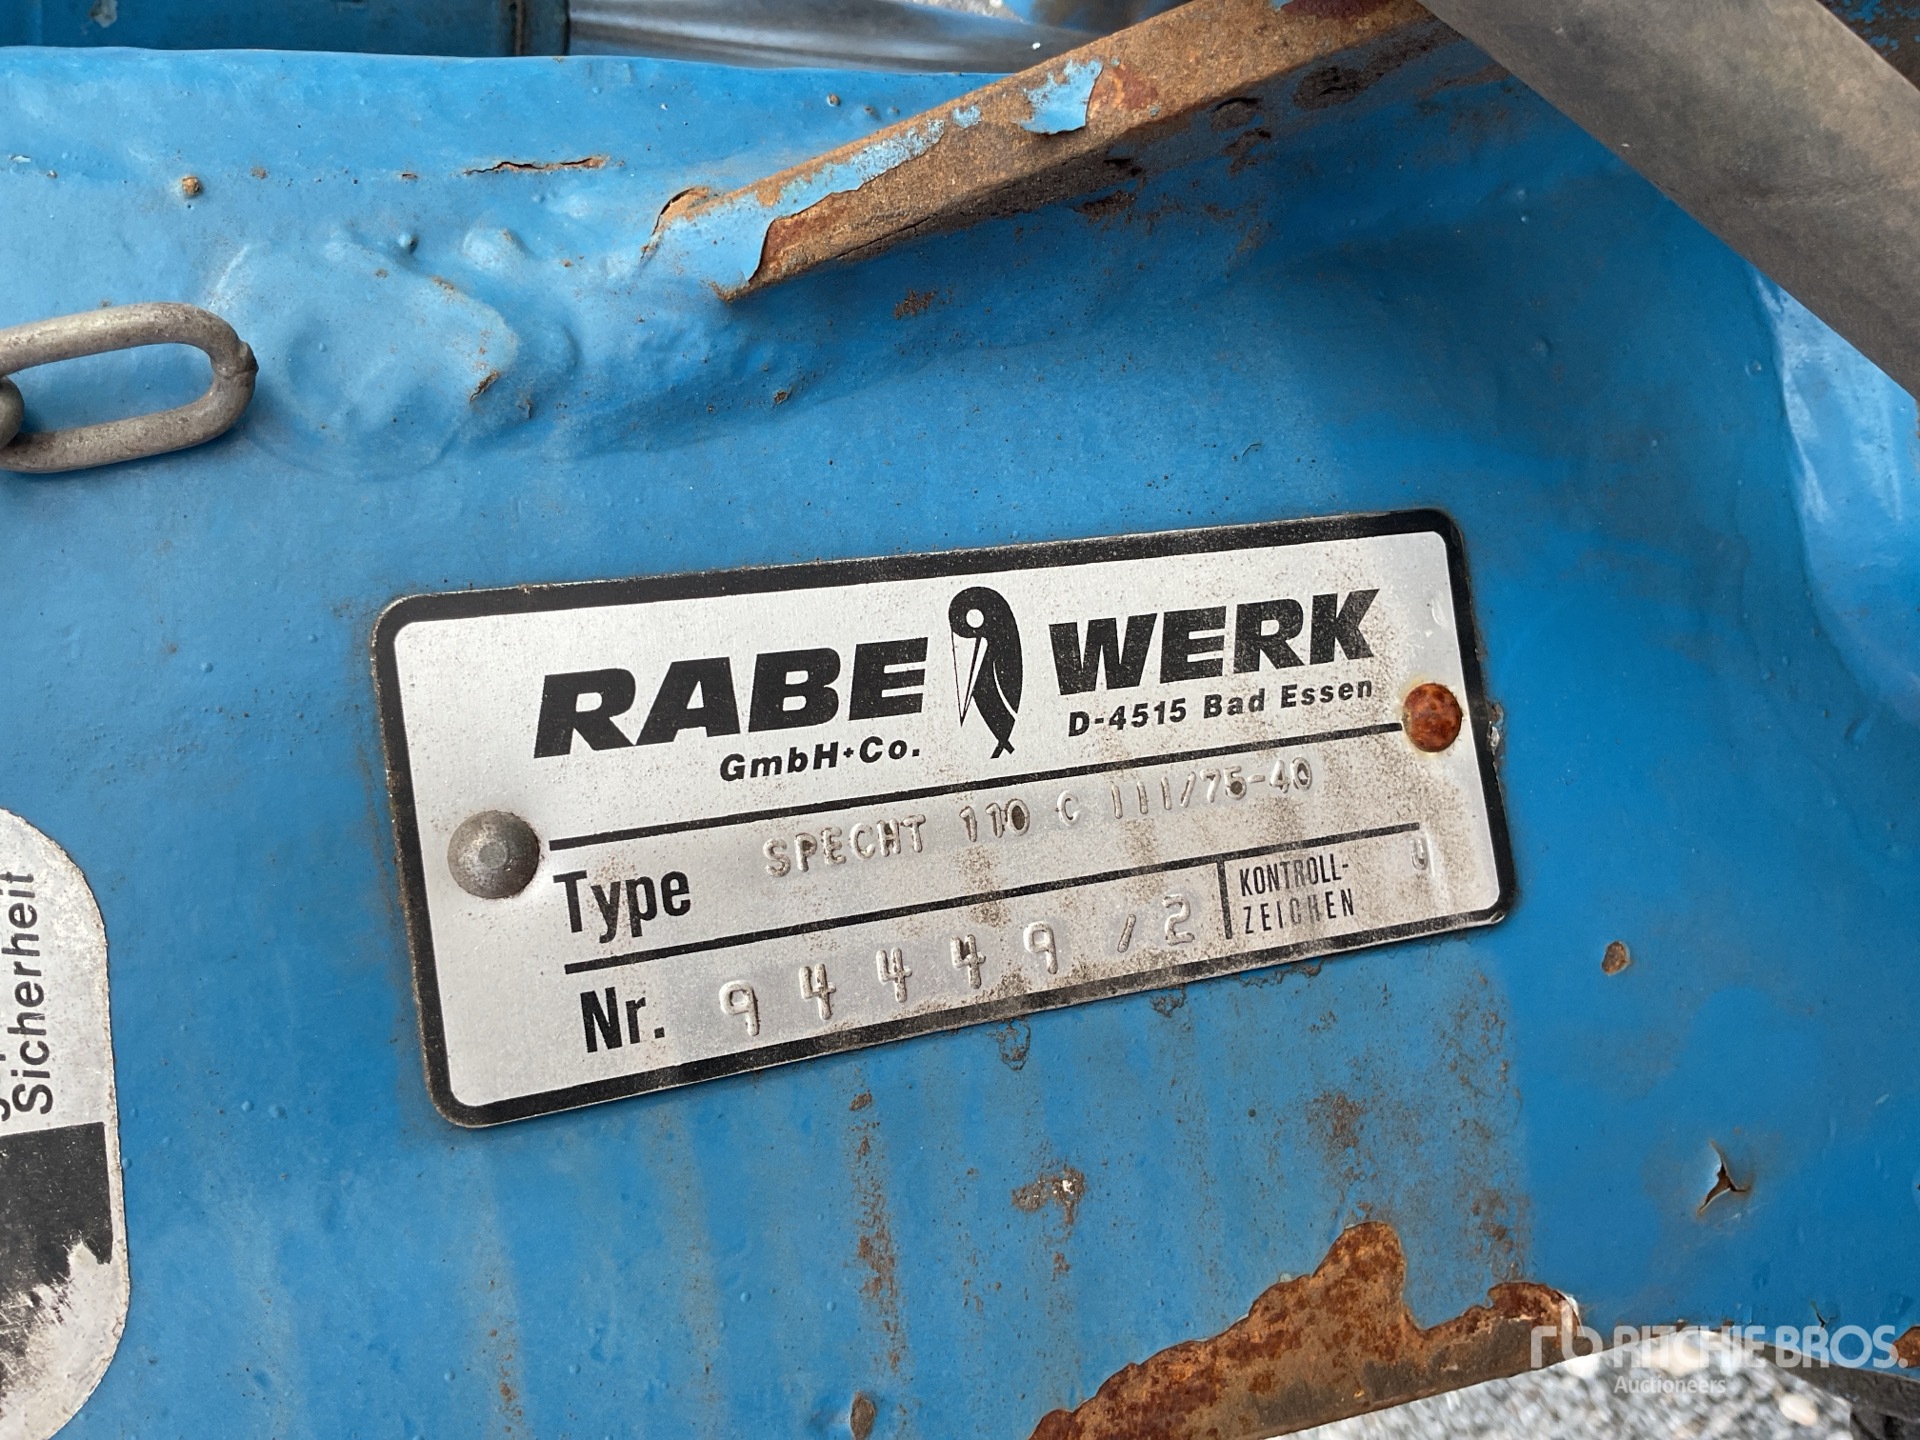 RABE WERK
GmbH+Co. D-4515 Bad Essen
Type SPECHT 110 C III/75-40
Nr. 94449/2 KONTROLL-
ZEICHEN 4
Sicherheit
RITCHIE BROS.
Auctioneers